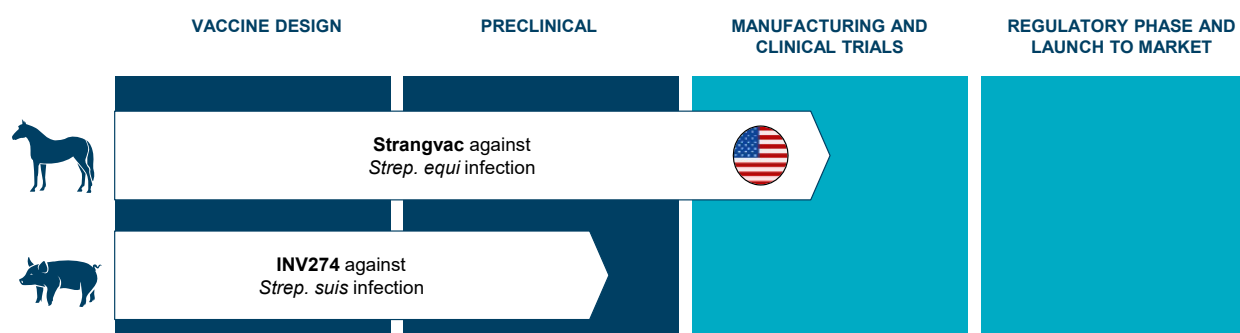 VACCINE DESIGN
PRECLINICAL
MANUFACTURING AND
CLINICAL TRIALS
REGULATORY PHASE AND
LAUNCH TO MARKET
Strangvac against
Strep. equi infection
INV274 against
Strep. suis infection